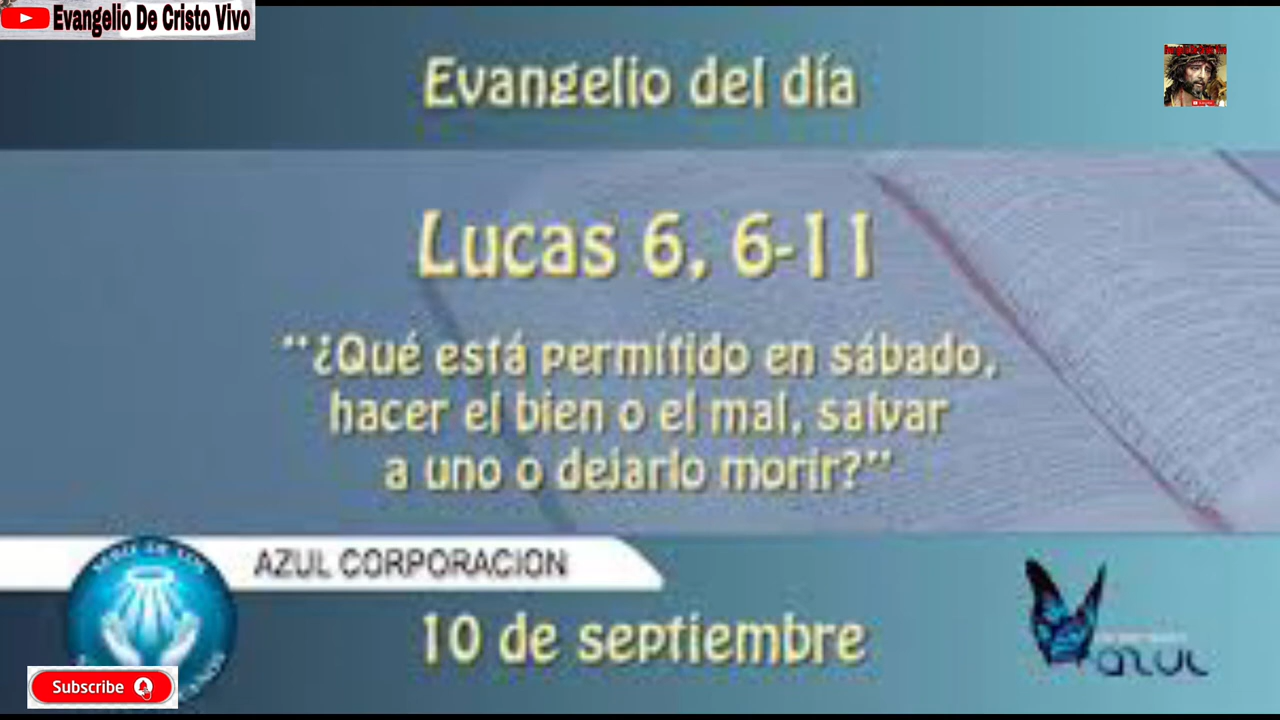 Evangelio De Cristo Vivo
Evangelio del día
Lucas 6, 6-11
“¿Qué está permitido en sábado,
hacer el bien o el mal, salvar
a uno o dejarlo morir?”
AZUL CORPORACION
10 de septiembre
azul
Subscribe